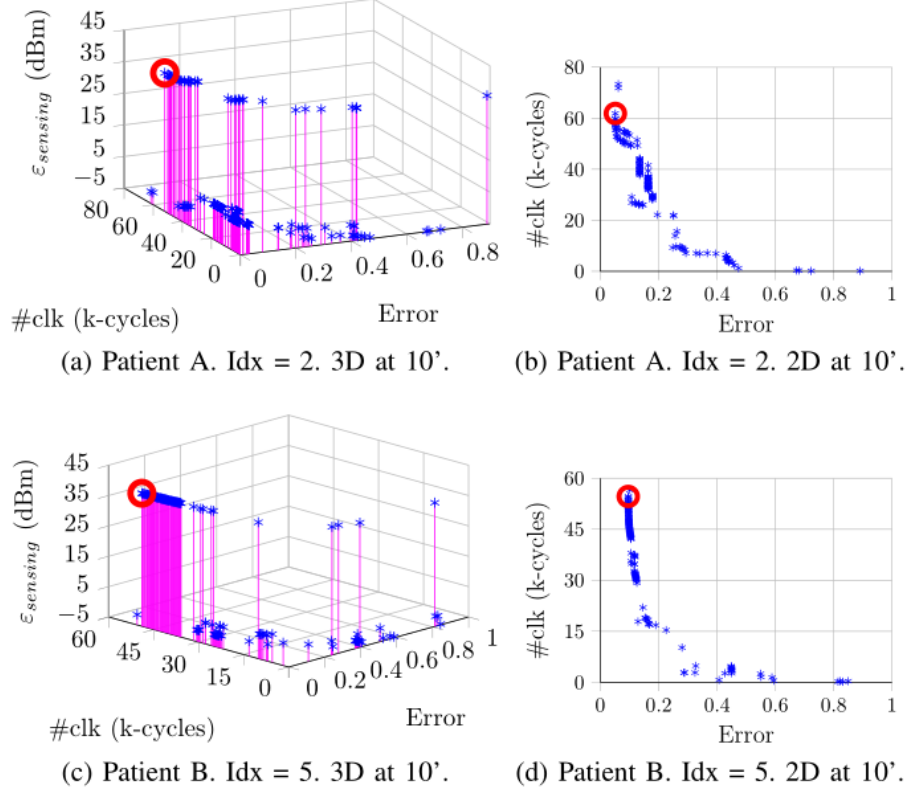 45
35
25
15
5
−5
ε sensing (dBm)
80
60
40
20
0
0
0.2
0.4
0.6
0.8
#clk (k-cycles)
Error
(a) Patient A. Idx = 2. 3D at 10'.
80
60
40
20
0
#clk (k-cycles)
0 0.2 0.4 0.6 0.8 1
Error
(b) Patient A. Idx = 2. 2D at 10'.
45
35
25
15
5
−5
ε sensing (dBm)
60
45
30
15
0
0
0.2
0.4
0.6
0.8
1
#clk (k-cycles)
Error
(c) Patient B. Idx = 5. 3D at 10'.
60
45
30
15
0
#clk (k-cycles)
0 0.2 0.4 0.6 0.8 1
Error
(d) Patient B. Idx = 5. 2D at 10'.